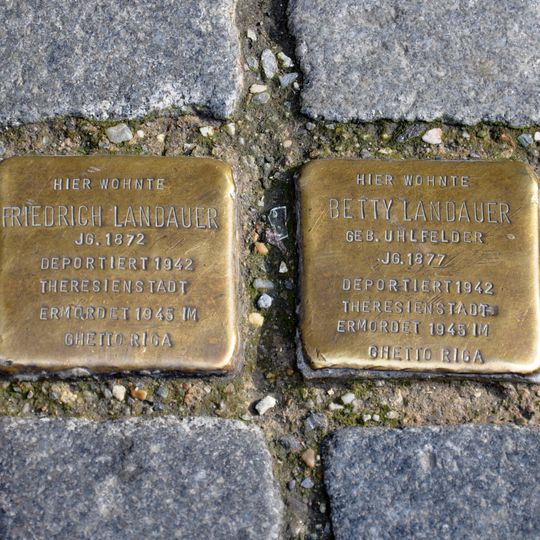 HIER WOHNTE
FRIEDRICH LANDAUER
JG. 1872
DEPORTIERT 1942
THERESIENSTADT
ERMORDET 1945 IM
GHETTO RIGA
HIER WOHNTE
BETTY LANDAUER
GEB. UHLFELDER
JG. 1877
DEPORTIERT 1942
THERESIENSTADT
ERMORDET 1945 IM
GHETTO RIGA